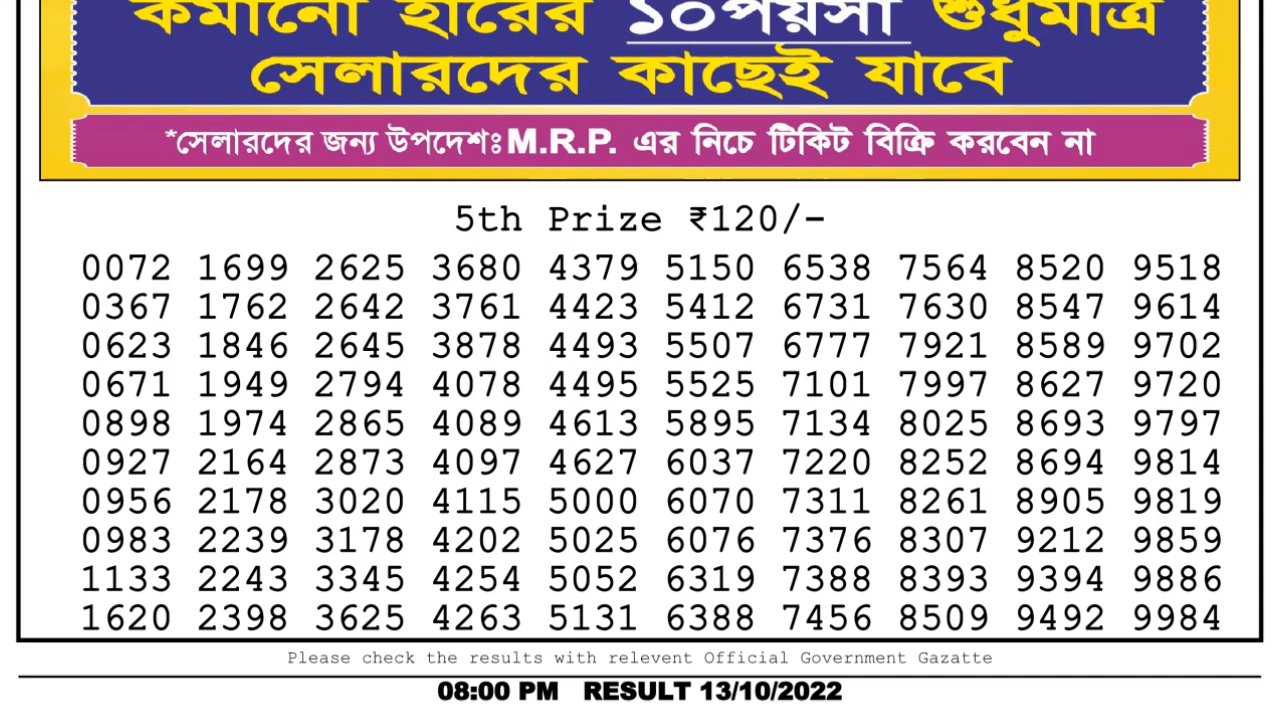 কমানো হারের ১০পয়সা শুধুমাত্র
সেলারদের কাছেই যাবে
*সেলারদের জন্য উপদেশঃ M.R.P. এর নিচে টিকিট বিক্রি করবেন না
5th Prize ₹120/-
0072 1699 2625 3680 4379 5150 6538 7564 8520 9518
0367 1762 2642 3761 4423 5412 6731 7630 8547 9614
0623 1846 2645 3878 4493 5507 6777 7921 8589 9702
0671 1949 2794 4078 4495 5525 7101 7997 8627 9720
0898 1974 2865 4089 4613 5895 7134 8025 8693 9797
0927 2164 2873 4097 4627 6037 7220 8252 8694 9814
0956 2178 3020 4115 5000 6070 7311 8261 8905 9819
0983 2239 3178 4202 5025 6076 7376 8307 9212 9859
1133 2243 3345 4254 5052 6319 7388 8393 9394 9886
1620 2398 3625 4263 5131 6388 7456 8509 9492 9984
Please check the results with relevent Official Government Gazatte
08:00 PM RESULT 13/10/2022